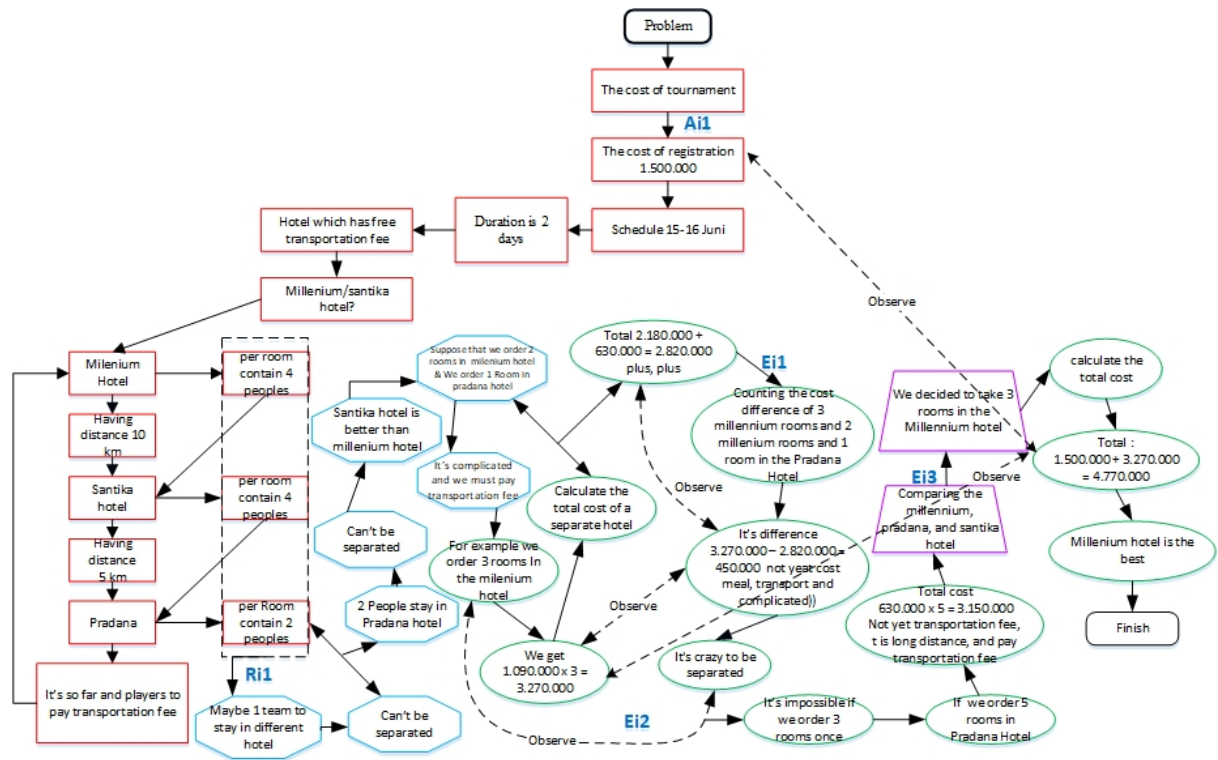 Problem
The cost of tournament
Ai1
The cost of registration
1.500.000
Schedule 15-16 Juni
Duration is 2
days
Hotel which has free
transportation fee
Millenium/santika
hotel?
Milenium
Hotel
per room
contain 4
peoples
Having
distance 10
km
Santika
hotel
per room
contain 4
peoples
Having
distance
5 km
Pradana
per Room
contain 2
peoples
It's so far and players to
pay transportation fee
Ri1
Maybe 1 team to
stay in different
hotel
Can't be
separated
2 People stay in
Pradana hotel
Can't be
separated
Santika hotel is
better than
millenium hotel
Suppose that we order 2
rooms in milenium hotel
& We order 1 Room in
pradana hotel
It's complicated
and we must pay
transportation fee
For example we
order 3 rooms In
the milenium
hotel
We get
1.090.000 x 3 =
3.270.000
Calculate the
total cost of a
separate hotel
Total 2.180.000 +
630.000 = 2.820.000
plus, plus
Ei1
Counting the cost
difference of 3
millennium rooms and 2
millenium rooms and 1
room in the Pradana
Hotel
Observe
It's difference
3.270.000 – 2.820.000=
450.000 not year cost
meal, transport and
complicated))
Observe
It's crazy to be
separated
Ei2
Observe
It's impossible if
we order 3
rooms once
If we order 5
rooms in
Pradana Hotel
Total cost
630.000 x 5 = 3.150.000
Not yet transportation fee,
t is long distance, and pay
transportation fee
Comparing the
millennium,
pradana, and santika
hotel
Ei3
Observe
We decided to take 3
rooms in the
Millennium hotel
Observe
calculate the
total cost
Total :
1.500.000 + 3.270.000
= 4.770.000
Millenium hotel is the
best
Finish